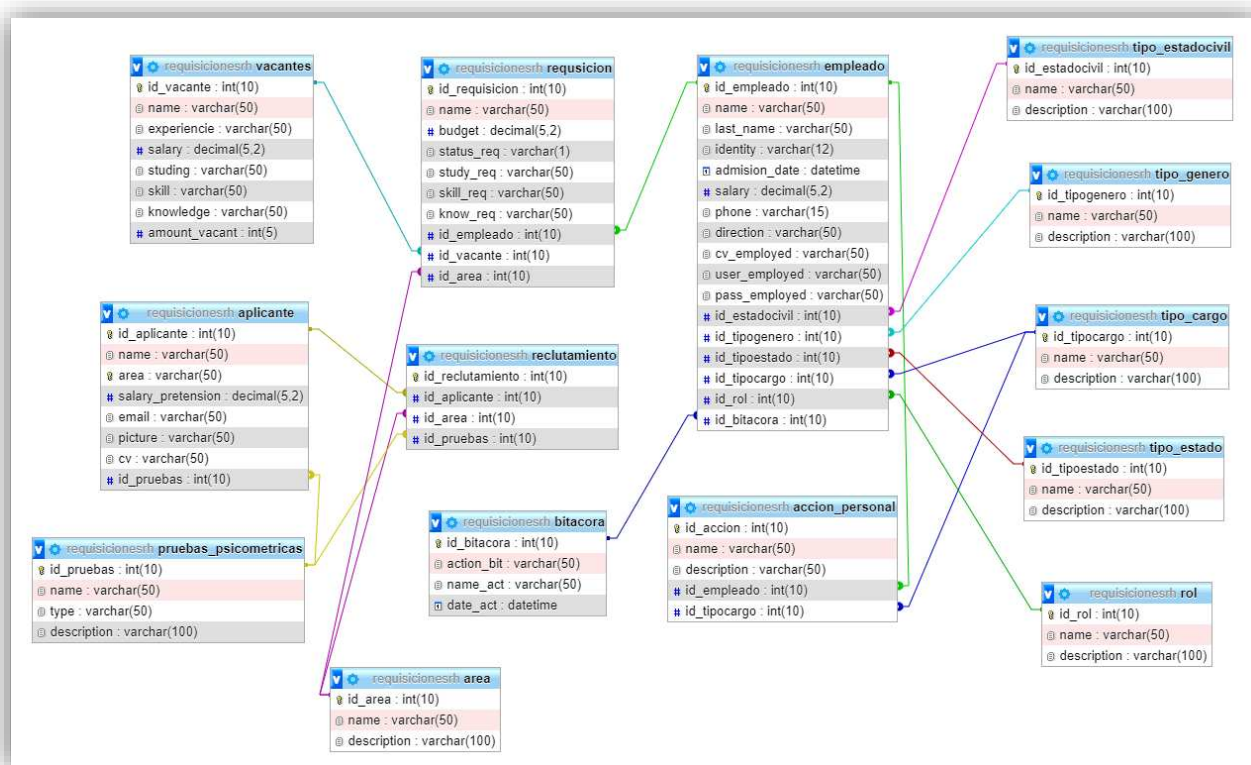 requisicionesrh vacantes
id_vacante : int(10)
name : varchar(50)
experiencie : varchar(50)
salary : decimal(5,2)
studing : varchar(50)
skill : varchar(50)
knowledge : varchar(50)
# amount_vacant : int(5)
requisicionesrh requsicion
id_requisicion : int(10)
name : varchar(50)
# budget : decimal(5,2)
status_req : varchar(1)
study_req : varchar(50)
skill_req : varchar(50)
know_req : varchar(50)
# id_empleado : int(10)
# id_vacante : int(10)
# id_area : int(10)
requisicionesrh empleado
id_empleado : int(10)
name : varchar(50)
last_name : varchar(50)
identity : varchar(12)
admision_date : datetime
# salary : decimal(5,2)
phone : varchar(15)
direction : varchar(50)
cv_employed : varchar(50)
user_employed : varchar(50)
pass_employed : varchar(50)
# id_estadocivil : int(10)
# id_tipogenero : int(10)
# id_tipoestado : int(10)
# id_tipocargo : int(10)
# id_rol : int(10)
# id_bitacora : int(10)
requisicionesrh tipo_estadocivil
id_estadocivil : int(10)
name : varchar(50)
description : varchar(100)
requisicionesrh tipo_genero
id_tipogenero : int(10)
name : varchar(50)
description : varchar(100)
requisicionesrh aplicante
id_aplicante : int(10)
name : varchar(50)
area : varchar(50)
# salary_pretension : decimal(5,2)
email : varchar(50)
picture : varchar(50)
cv : varchar(50)
# id_pruebas : int(10)
requisicionesrh reclutamiento
id_reclutamiento : int(10)
# id_aplicante : int(10)
# id_area : int(10)
# id_pruebas : int(10)
requisicionesrh tipo_cargo
id_tipocargo : int(10)
name : varchar(50)
description : varchar(100)
requisicionesrh tipo_estado
id_tipoestado : int(10)
name : varchar(50)
description : varchar(100)
requisicionesrh pruebas_psicometricas
id_pruebas : int(10)
name : varchar(50)
type : varchar(50)
description : varchar(100)
requisicionesrh bitacora
id_bitacora : int(10)
action_bit : varchar(50)
name_act : varchar(50)
date_act : datetime
requisicionesrh accion_personal
id_accion : int(10)
name : varchar(50)
description : varchar(50)
# id_empleado : int(10)
# id_tipocargo : int(10)
requisicionesrh rol
id_rol : int(10)
name : varchar(50)
description : varchar(100)
requisicionesrh area
id_area : int(10)
name : varchar(50)
description : varchar(100)